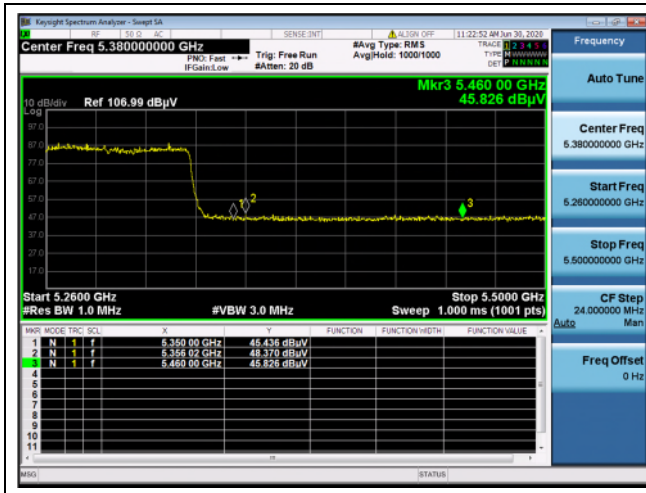 Keysight Spectrum Analyzer - Swept SA
RF 50 Ω AC SENSE:INT ALIGN OFF 11:22:52 AM Jun 30, 2020
Center Freq 5.380000000 GHz
#Avg Type: RMS
TRACE 1 2 3 4 5 6
PNO: Fast
Trig: Free Run
Avg|Hold: 1000/1000
TYPE
IFGain:Low
#Atten: 20 dB
DET P N N N N N
Mkr3 5.460 00 GHz
45.826 dBµV
10 dB/div Ref 106.99 dBµV
Log
97.0
87.0
77.0
67.0
57.0
47.0
37.0
27.0
17.0
1
2
3
Start 5.2600 GHz Stop 5.5000 GHz
#Res BW 1.0 MHz #VBW 3.0 MHz Sweep 1.000 ms (1001 pts)
MKR MODE TRC SCL X Y FUNCTION FUNCTION WIDTH FUNCTION VALUE
1 N 1 f 5.350 00 GHz 45.436 dBµV
2 N 1 f 5.356 02 GHz 48.370 dBµV
3 N 1 f 5.460 00 GHz 45.826 dBµV
4
5
6
7
8
9
10
11
MSG STATUS
Frequency
Auto Tune
Center Freq
5.380000000 GHz
Start Freq
5.260000000 GHz
Stop Freq
5.500000000 GHz
CF Step
24.000000 MHz
Auto Man
Freq Offset
0 Hz